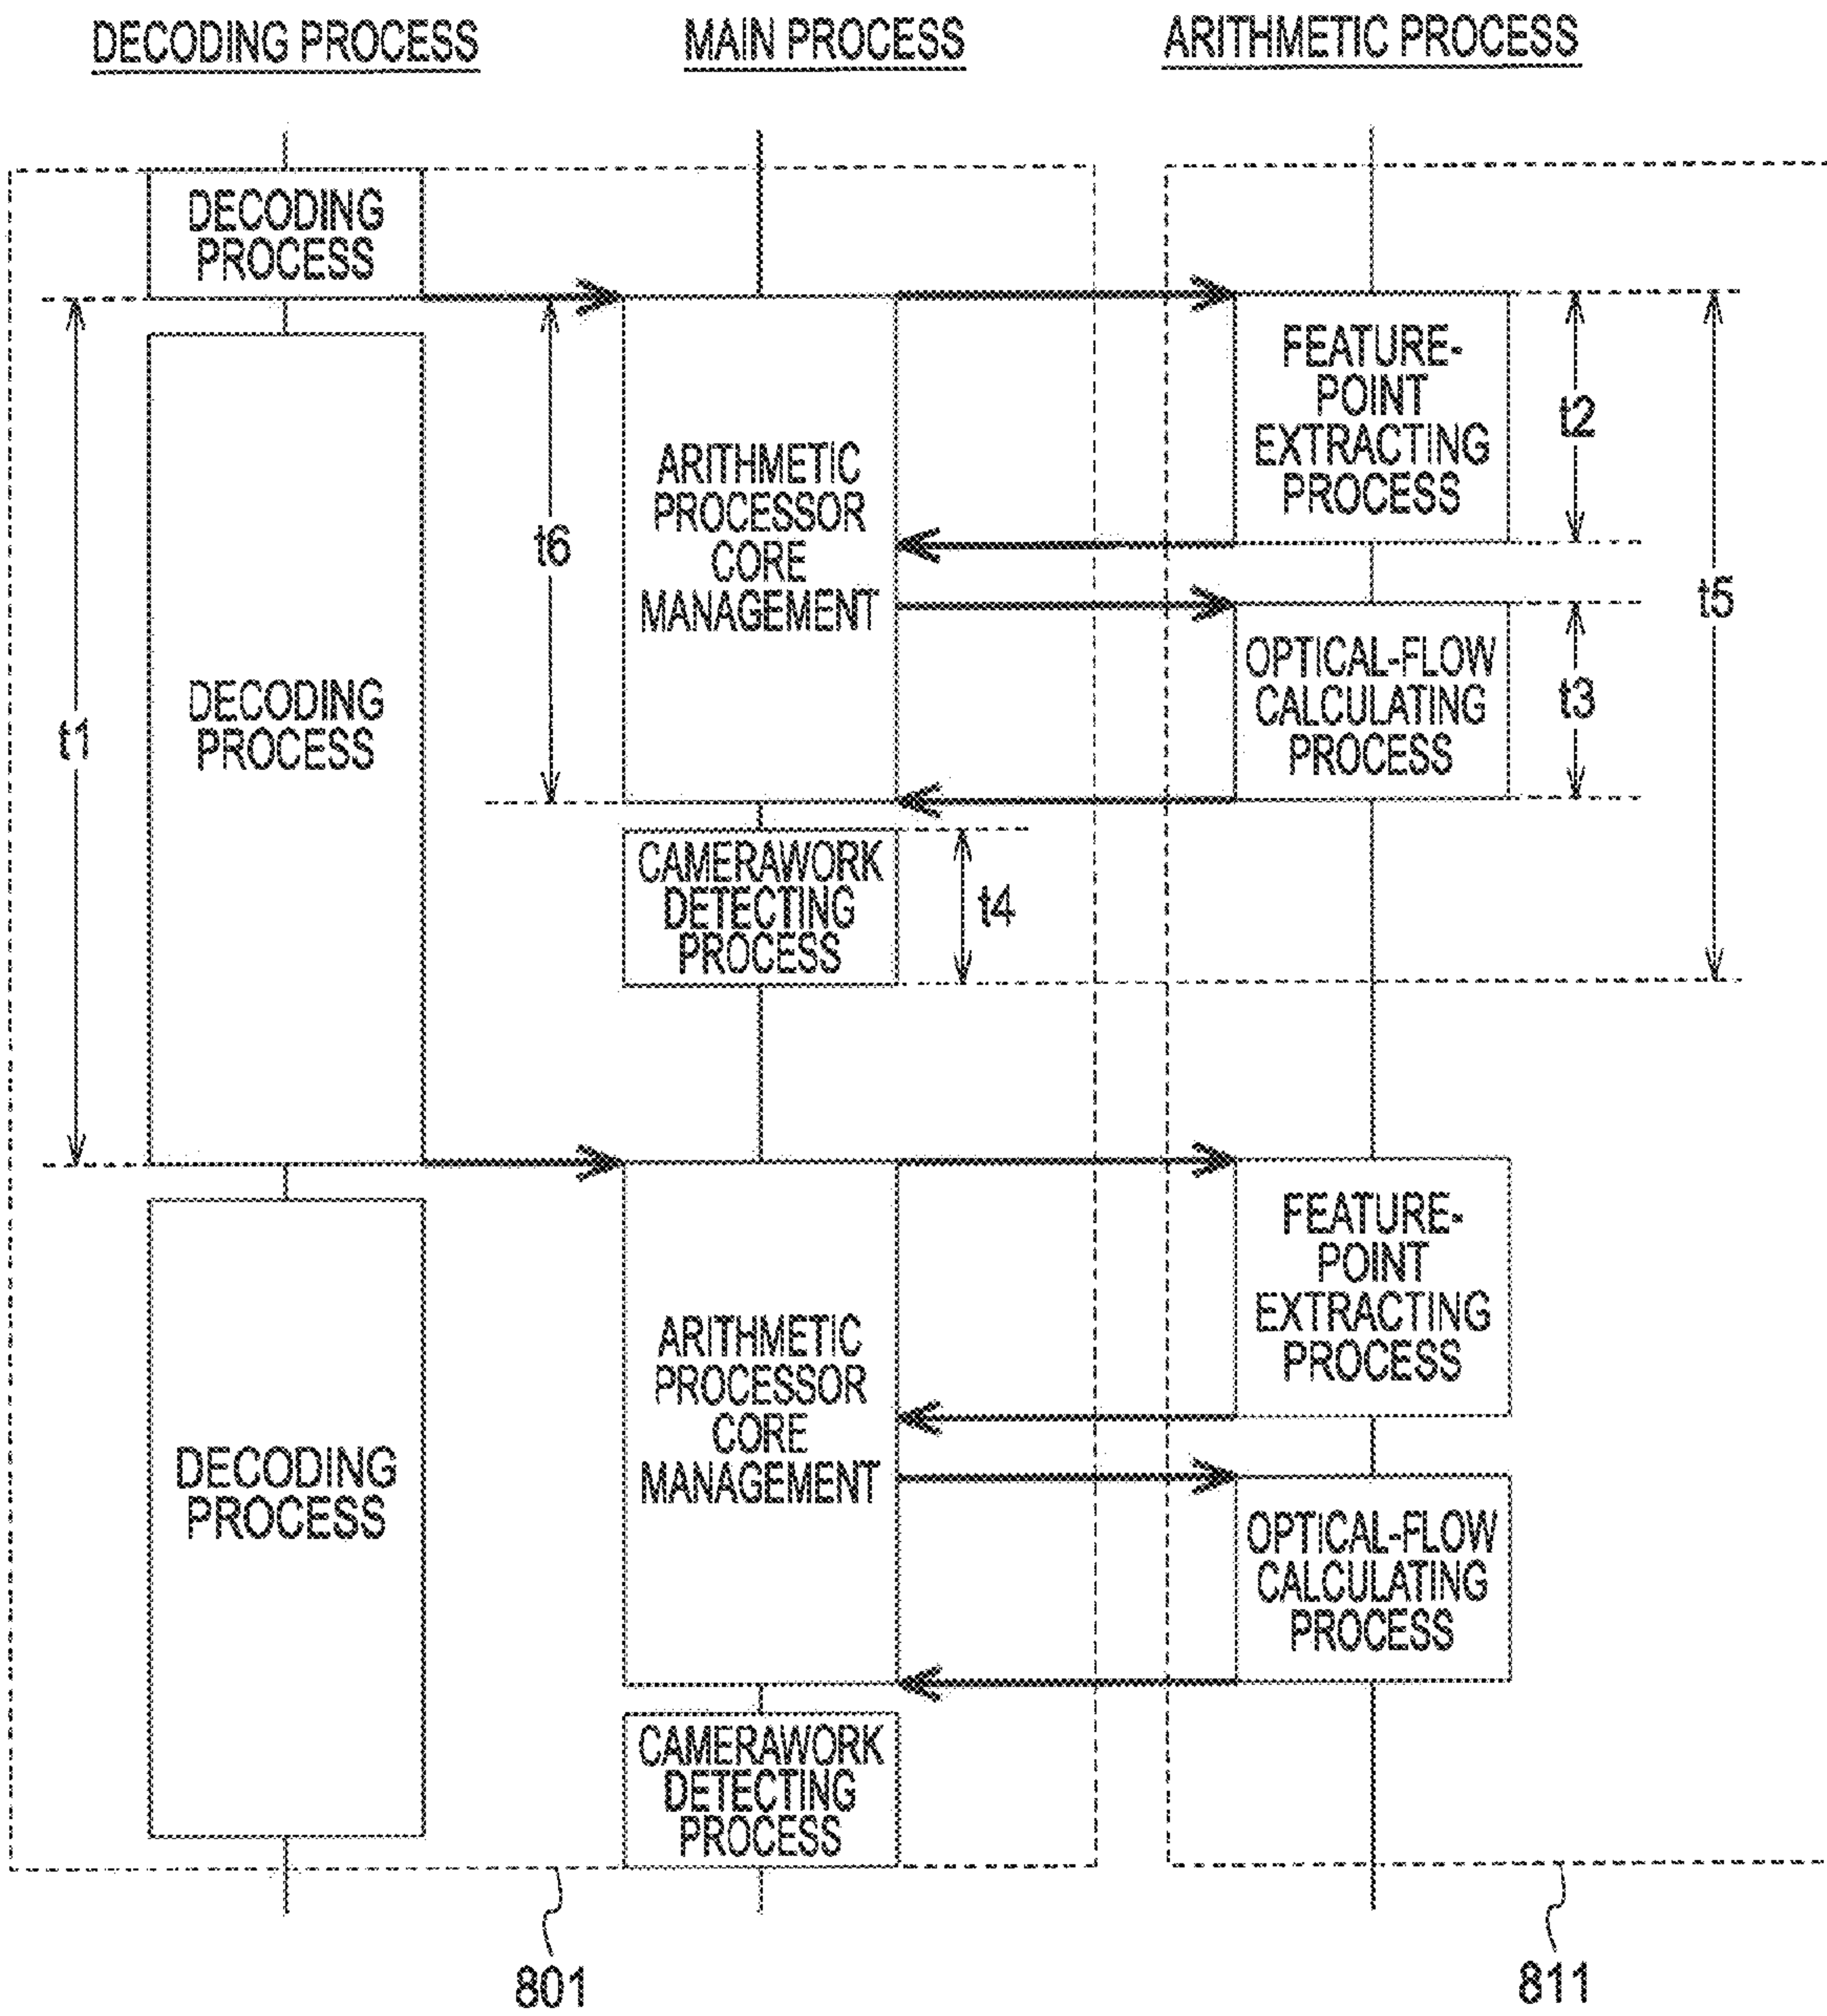 DECODING PROCESS
MAIN PROCESS
ARITHMETIC PROCESS
DECODING
PROCESS
FEATURE-
POINT
EXTRACTING
PROCESS
t2
ARITHMETIC
PROCESSOR
CORE
MANAGEMENT
t6
t5
OPTICAL-FLOW
CALCULATING
PROCESS
t3
DECODING
PROCESS
t1
CAMERAWORK
DETECTING
PROCESS
t4
FEATURE-
POINT
EXTRACTING
PROCESS
ARITHMETIC
PROCESSOR
CORE
MANAGEMENT
DECODING
PROCESS
OPTICAL-FLOW
CALCULATING
PROCESS
CAMERAWORK
DETECTING
PROCESS
801
811